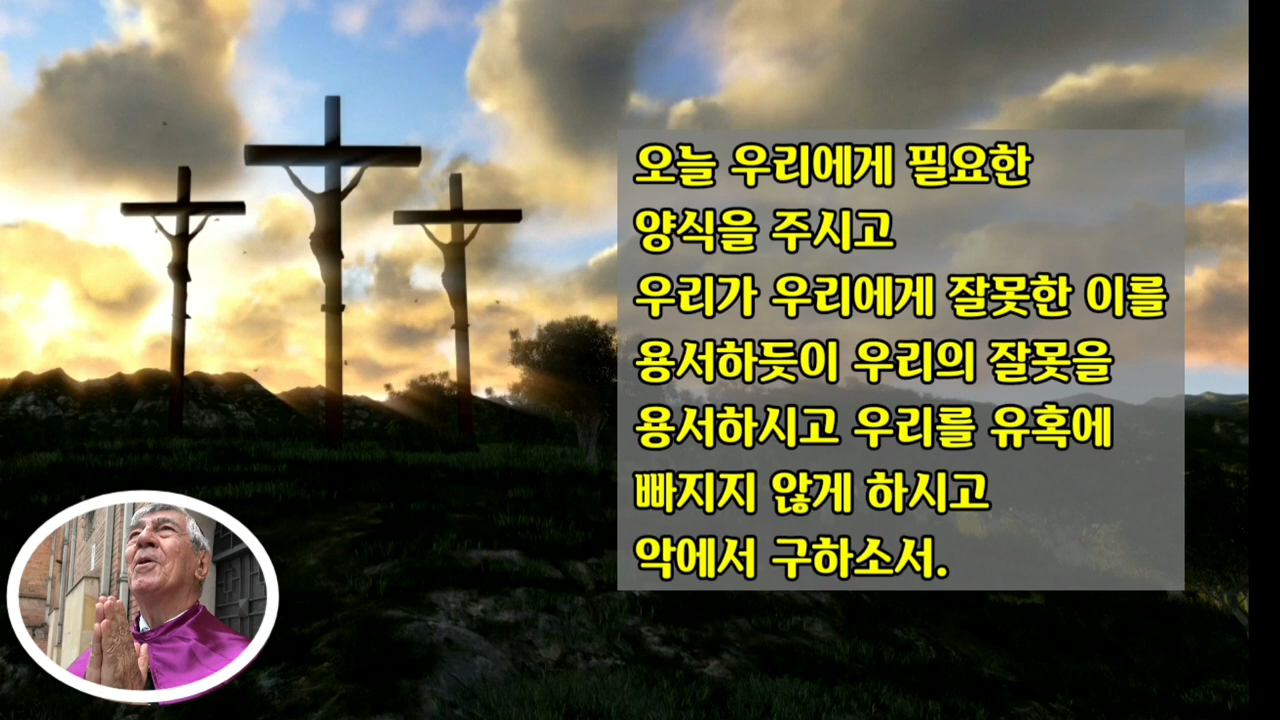 오늘 우리에게 필요한
양식을 주시고
우리가 우리에게 잘못한 이를
용서하듯이 우리의 잘못을
용서하시고 우리를 유혹에
빠지지 않게 하시고
악에서 구하소서.